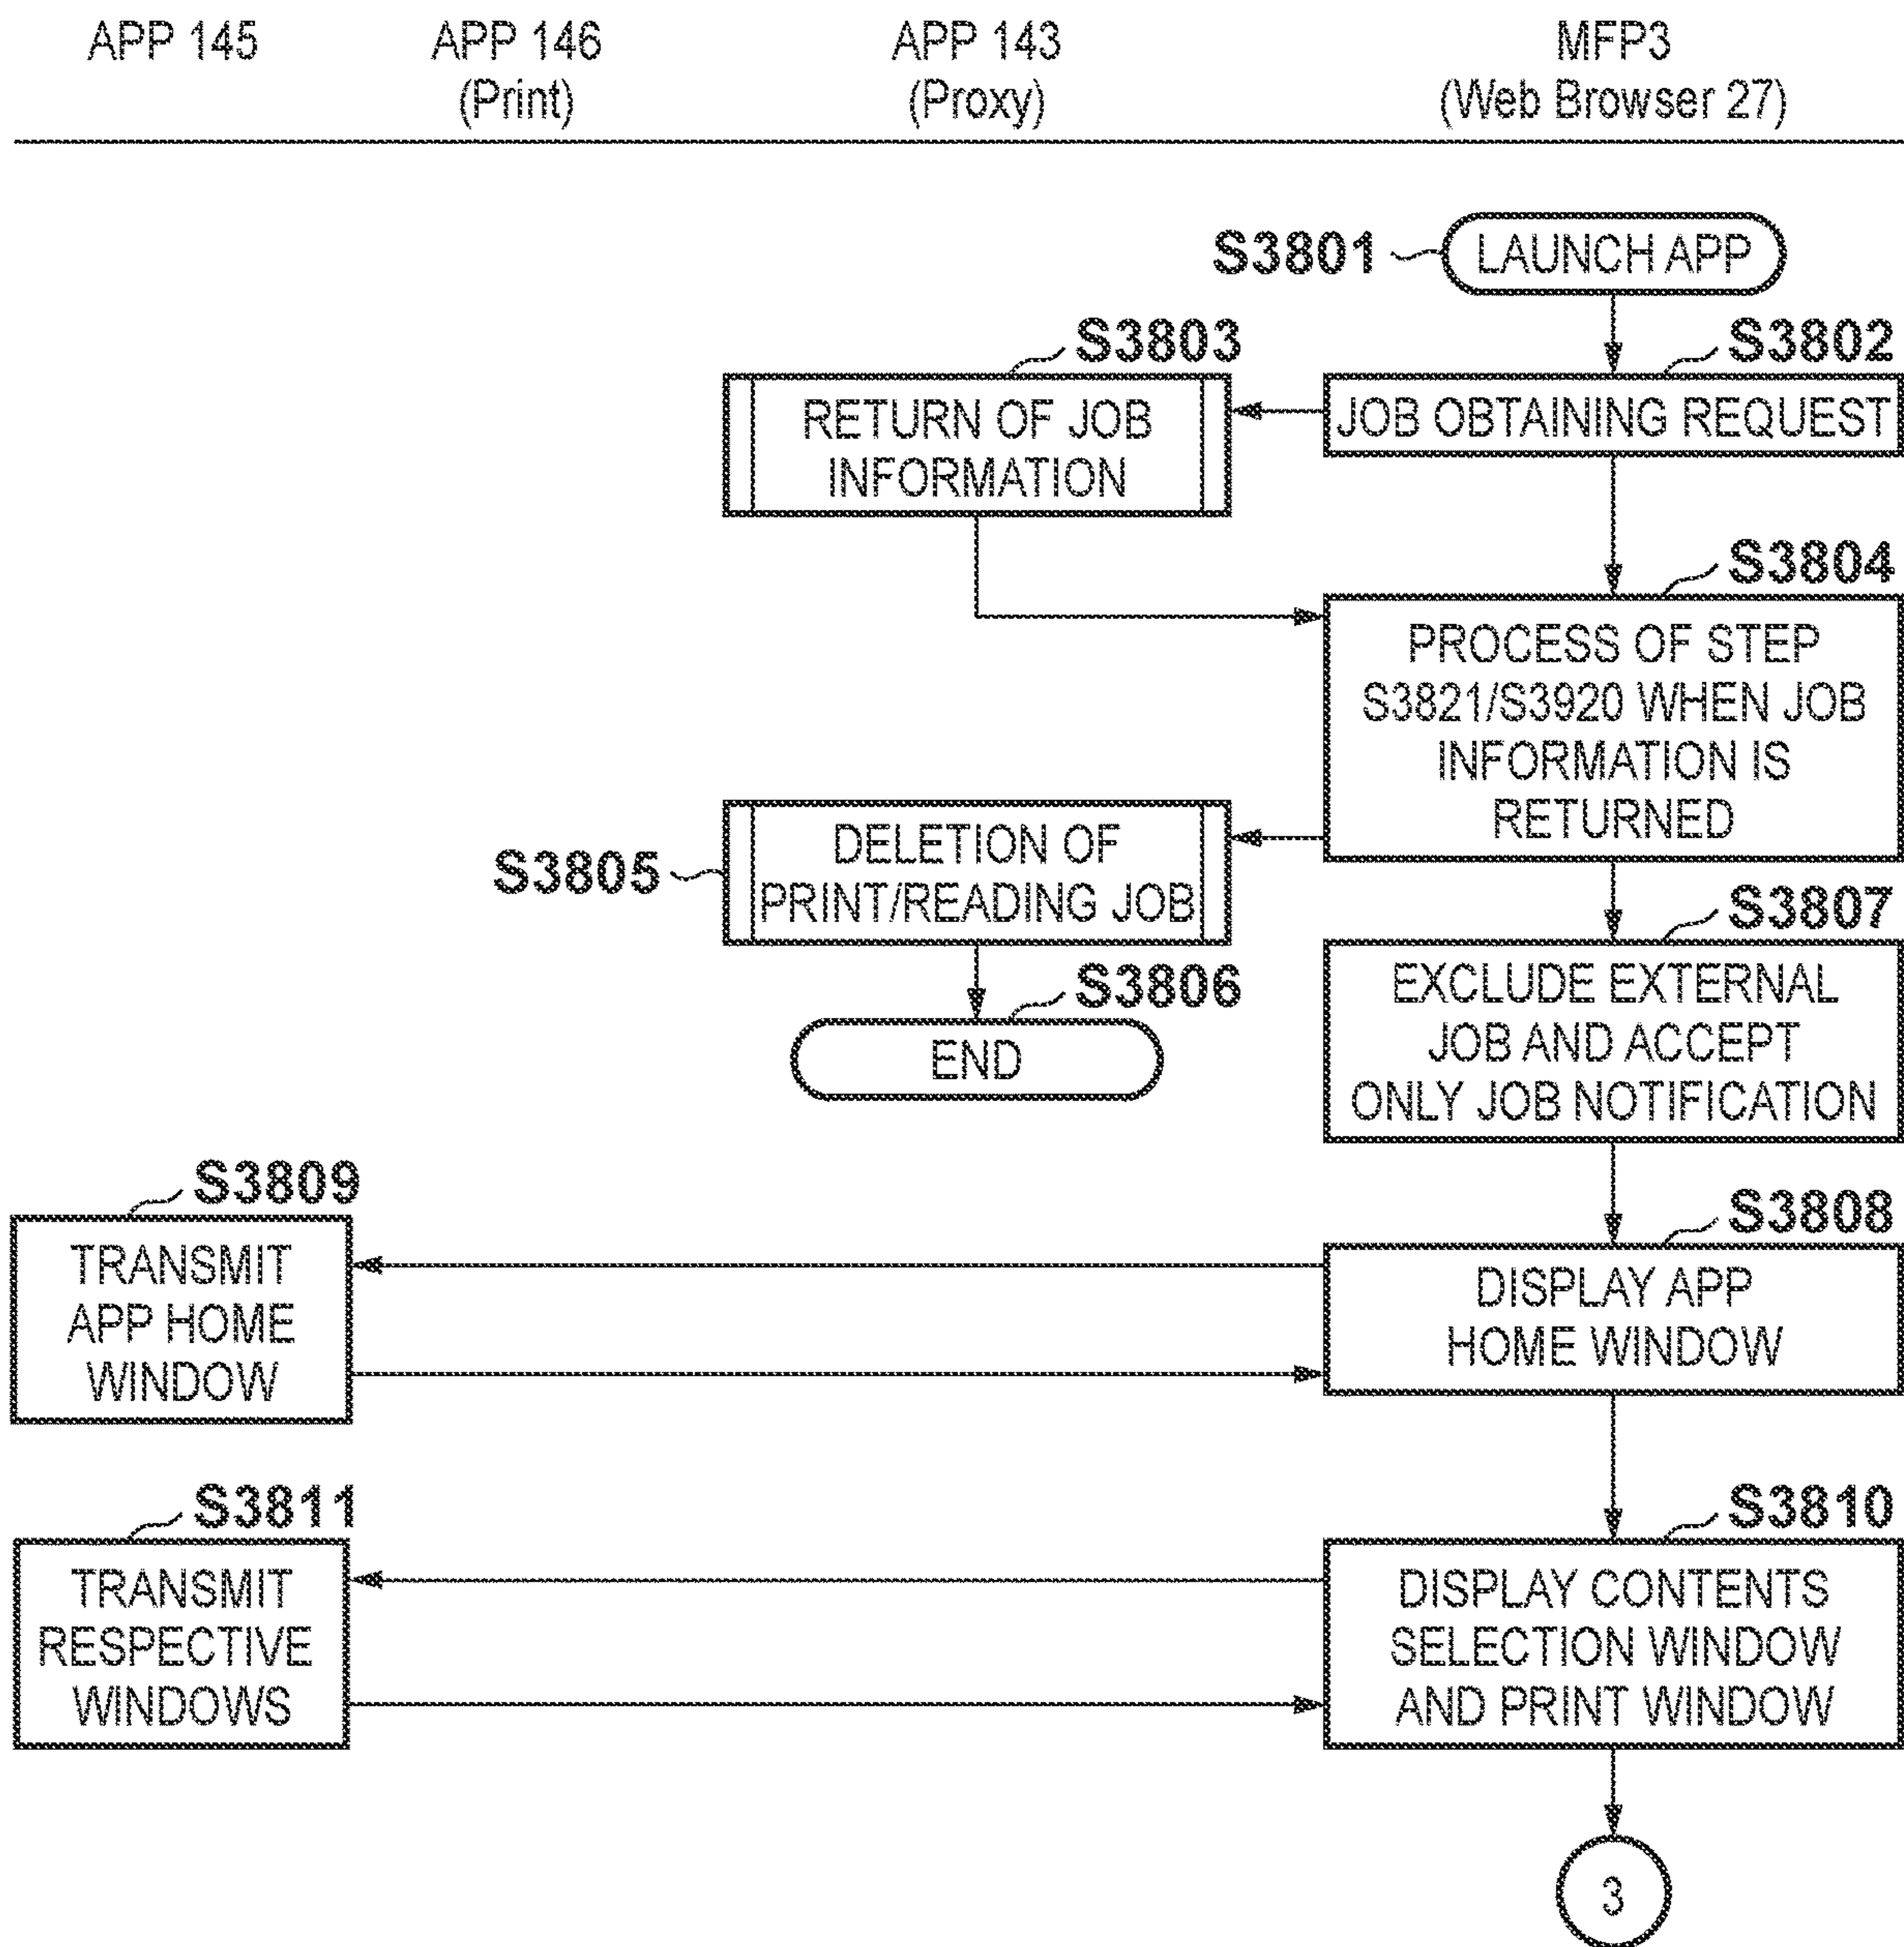 APP 145
APP 146
(Print)
APP 143
(Proxy)
MFP3
(Web Browser 27)
S3801
LAUNCH APP
S3803
RETURN OF JOB
INFORMATION
S3802
JOB OBTAINING REQUEST
S3804
PROCESS OF STEP
S3821/S3920 WHEN JOB
INFORMATION IS
RETURNED
S3805
DELETION OF
PRINT/READING JOB
S3806
END
S3807
EXCLUDE EXTERNAL
JOB AND ACCEPT
ONLY JOB NOTIFICATION
S3809
TRANSMIT
APP HOME
WINDOW
S3808
DISPLAY APP
HOME WINDOW
S3811
TRANSMIT
RESPECTIVE
WINDOWS
S3810
DISPLAY CONTENTS
SELECTION WINDOW
AND PRINT WINDOW
3